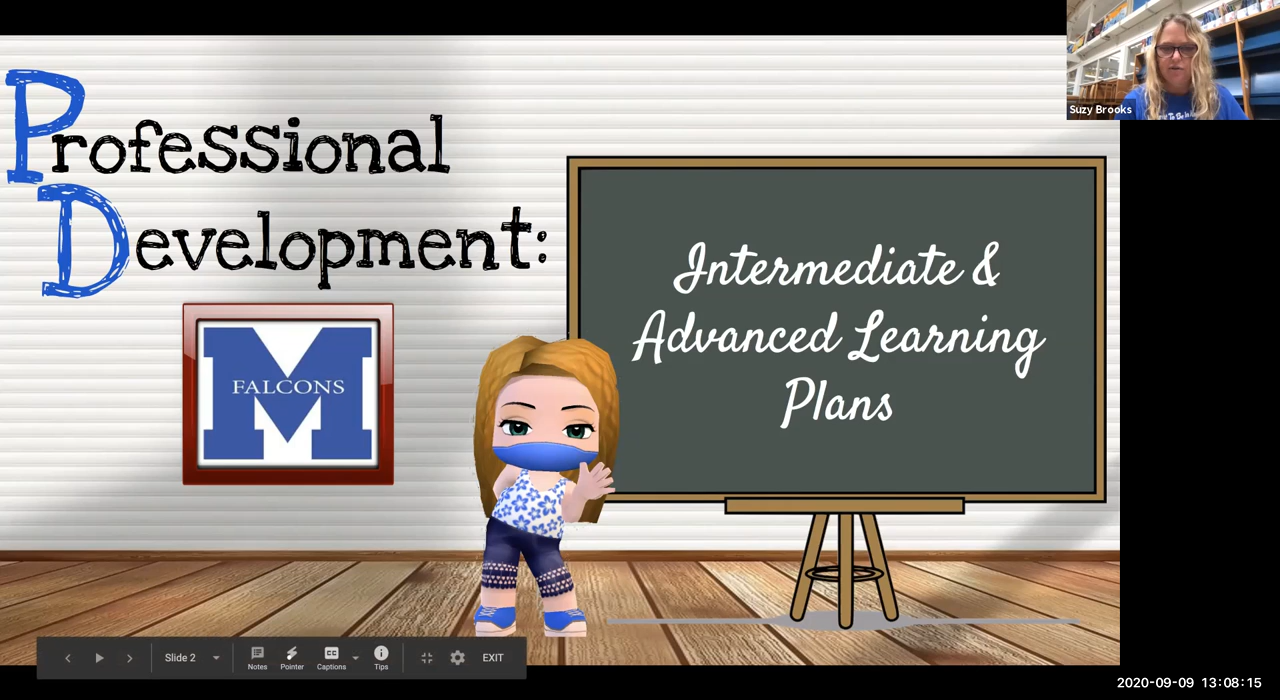 Professional
Development:
FALCONS
Intermediate &
Advanced Learning
Plans
Suzy Brooks
Slide 2
Notes
Pointer
CC
Captions
Tips
EXIT
2020-09-09 13:08:15